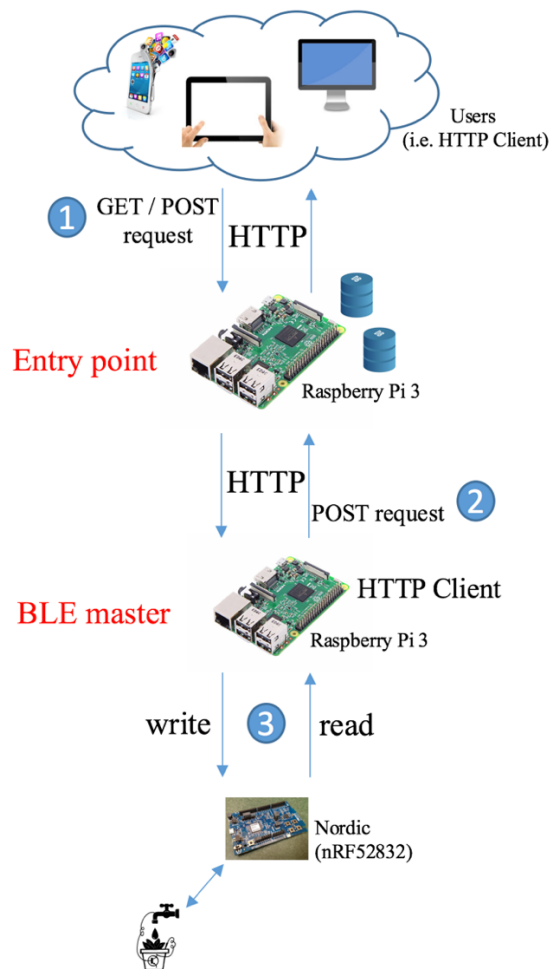 Users
(i.e. HTTP Client)
1
GET / POST
request
HTTP
Entry point
Raspberry Pi 3
HTTP
POST request
2
BLE master
HTTP Client
Raspberry Pi 3
write
3
read
Nordic
(nRF52832)